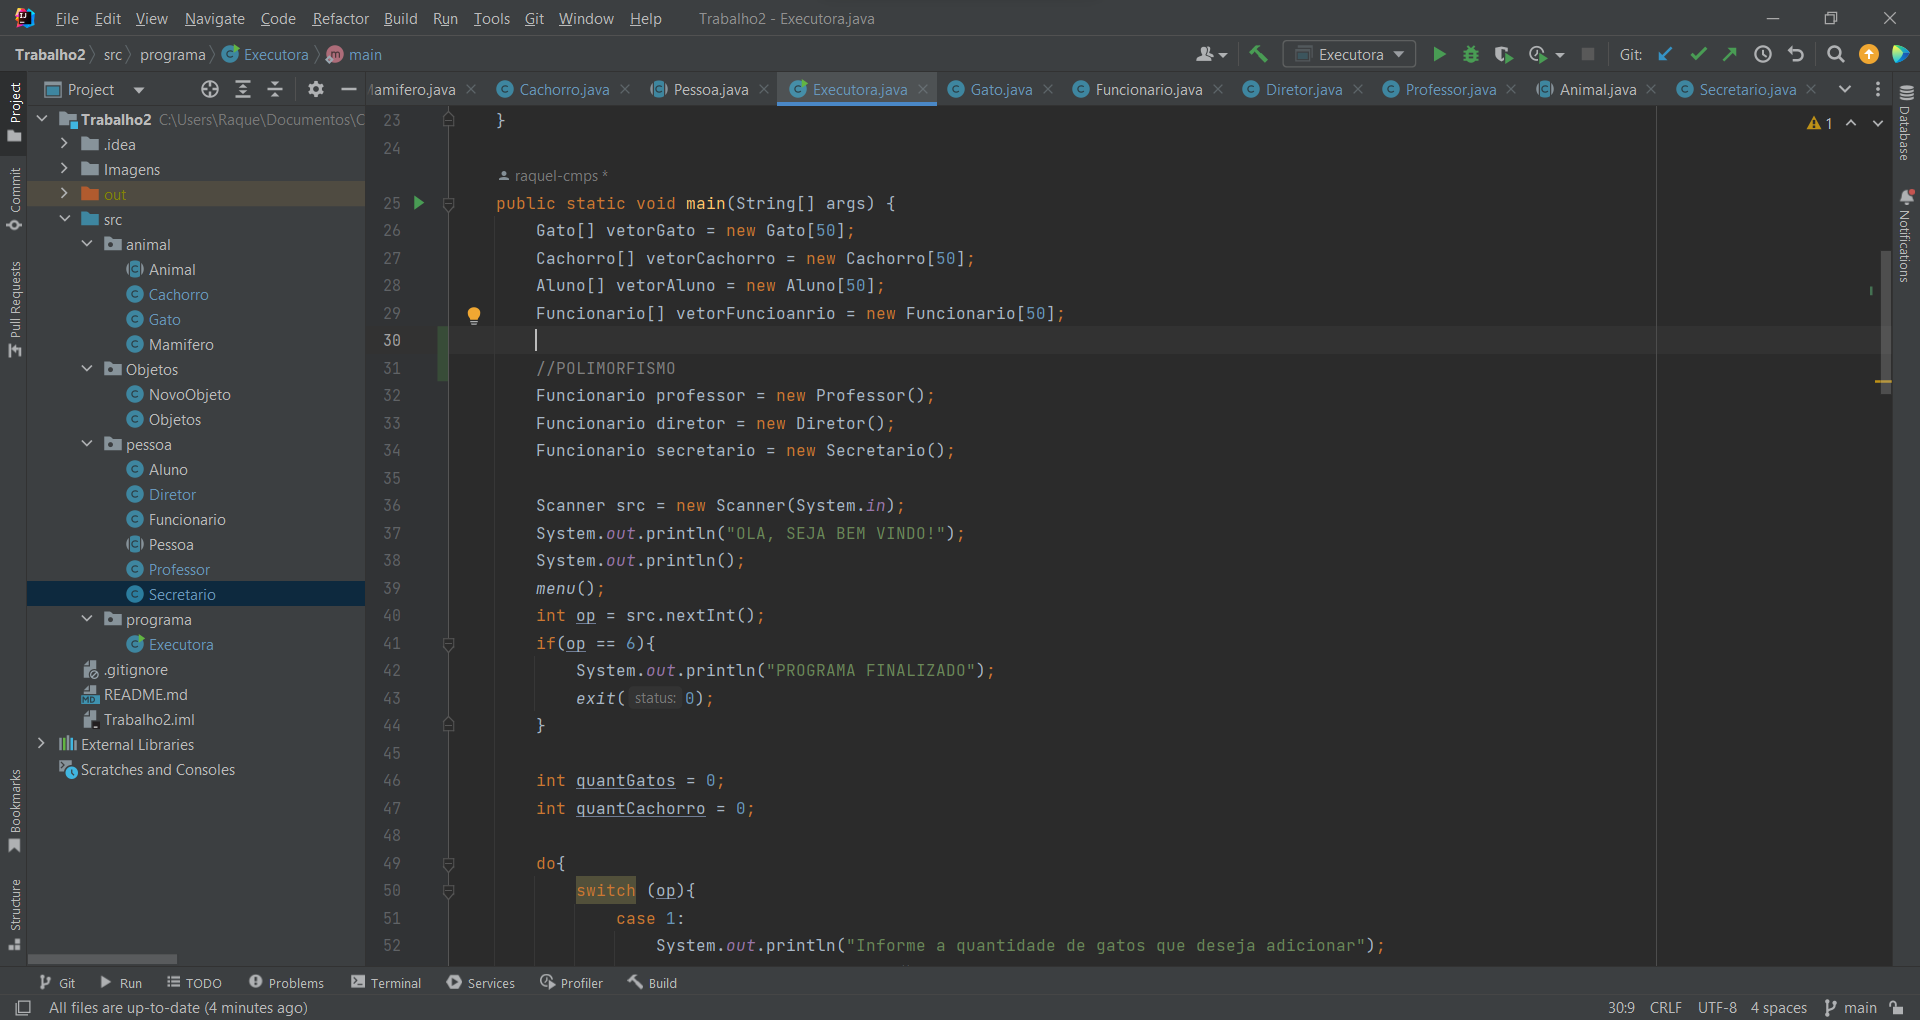 File Edit View Navigate Code Refactor Build Run Tools Git Window Help Trabalho2 - Executora.java
Trabalho2 src programa Executora main Executora Git:
Project Mamifero.java Cachorro.java Pessoa.java Executora.java Gato.java Funcionario.java Diretor.java Professor.java Animal.java Secretario.java
Project
Commit
Pull Requests
Bookmarks
Structure
Trabalho2 C:\Users\Raque\Documentos\C
.idea
Imagens
out
src
animal
Animal
Cachorro
Gato
Mamifero
Objetos
NovoObjeto
Objetos
pessoa
Aluno
Diretor
Funcionario
Pessoa
Professor
Secretario
programa
Executora
.gitignore
README.md
Trabalho2.iml
External Libraries
Scratches and Consoles
23 }
24
raquel-cmps *
25 public static void main(String[] args) {
26 Gato[] vetorGato = new Gato[50];
27 Cachorro[] vetorCachorro = new Cachorro[50];
28 Aluno[] vetorAluno = new Aluno[50];
29 Funcionario[] vetorFuncioanrio = new Funcionario[50];
30
31 //POLIMORFISMO
32 Funcionario professor = new Professor();
33 Funcionario diretor = new Diretor();
34 Funcionario secretario = new Secretario();
35
36 Scanner src = new Scanner(System.in);
37 System.out.println("OLA, SEJA BEM VINDO!");
38 System.out.println();
39 menu();
40 int op = src.nextInt();
41 if(op == 6){
42 System.out.println("PROGRAMA FINALIZADO");
43 exit( status: 0);
44 }
45
46 int quantGatos = 0;
47 int quantCachorro = 0;
48
49 do{
50 switch (op){
51 case 1:
52 System.out.println("Informe a quantidade de gatos que deseja adicionar");
1
Database
Notifications
Git Run TODO Problems Terminal Services Profiler Build
All files are up-to-date (4 minutes ago) 30:9 CRLF UTF-8 4 spaces main